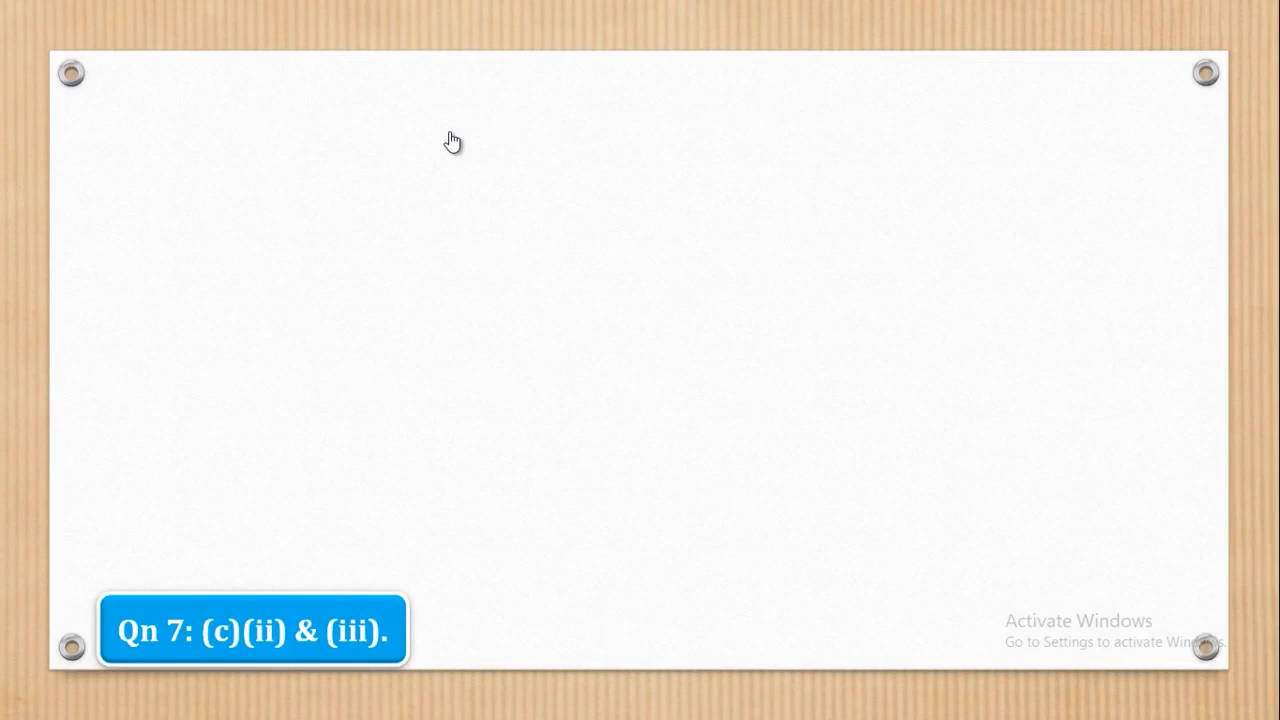 Qn 7: (c)(ii) & (iii).
Activate Windows
Go to Settings to activate Windows.